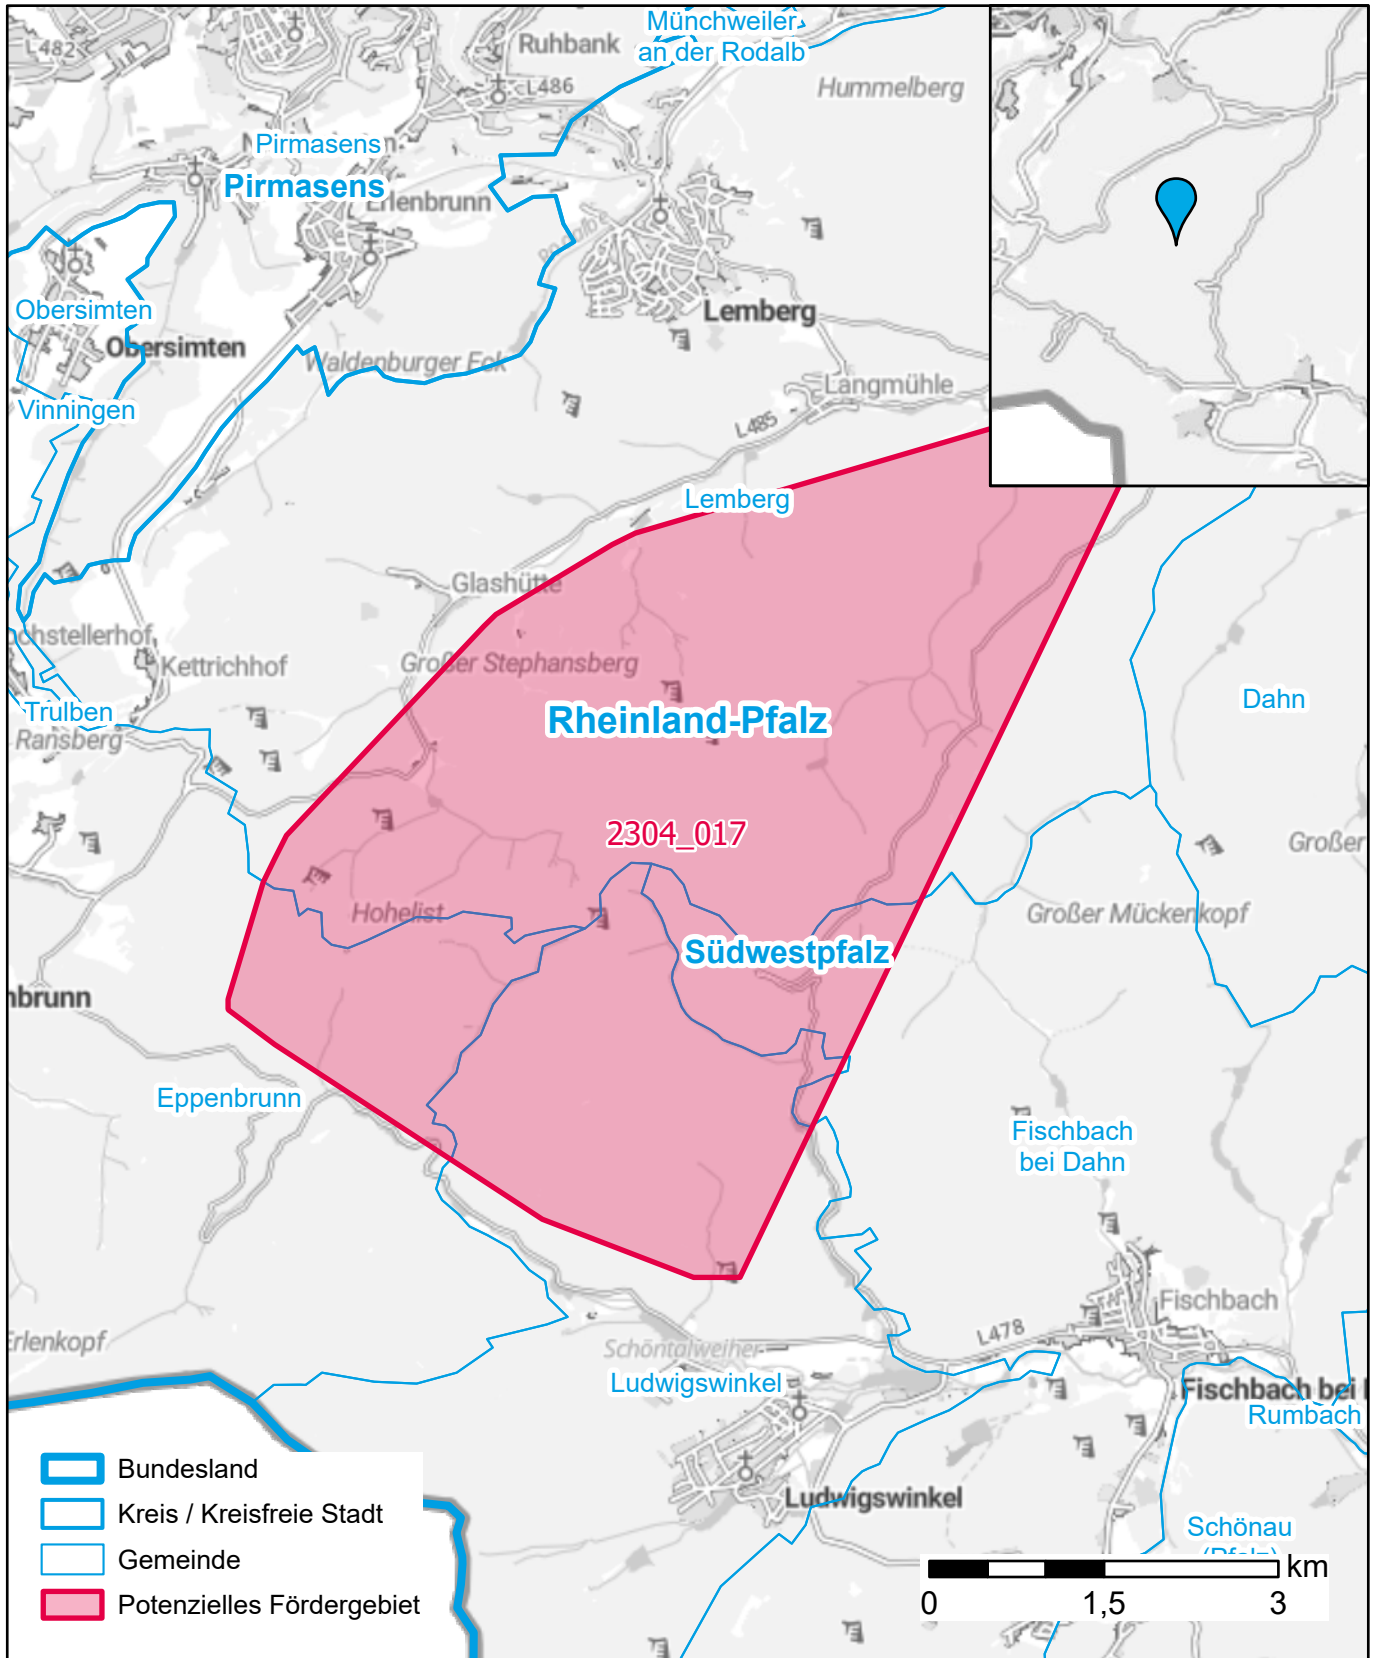 Münchweiler
an der Rodalb
L482
Ruhbank
L486
Hummelberg
Pirmasens
Pirmasens
Erlenbrunn
Obersimten
Lemberg
Obersimten
Waldenburger Eck
Langmühle
Vinningen
L485
Lemberg
Glashütte
Kettrichhof
Großer Stephansberg
Trulben
Ransberg
Rheinland-Pfalz
Dahn
2304_017
Großer
Hohelist
Großer Mückenkopf
Südwestpfalz
nbrunn
Eppenbrunn
Fischbach
bei Dahn
Fischbach
L478
Erlenkopf
Schöntalweiher
Ludwigswinkel
Fischbach bei
Rumbach
Bundesland
Ludwigswinkel
Kreis / Kreisfreie Stadt
Schönau
(Pfalz)
Gemeinde
Potenzielles Fördergebiet
km
0 1,5 3